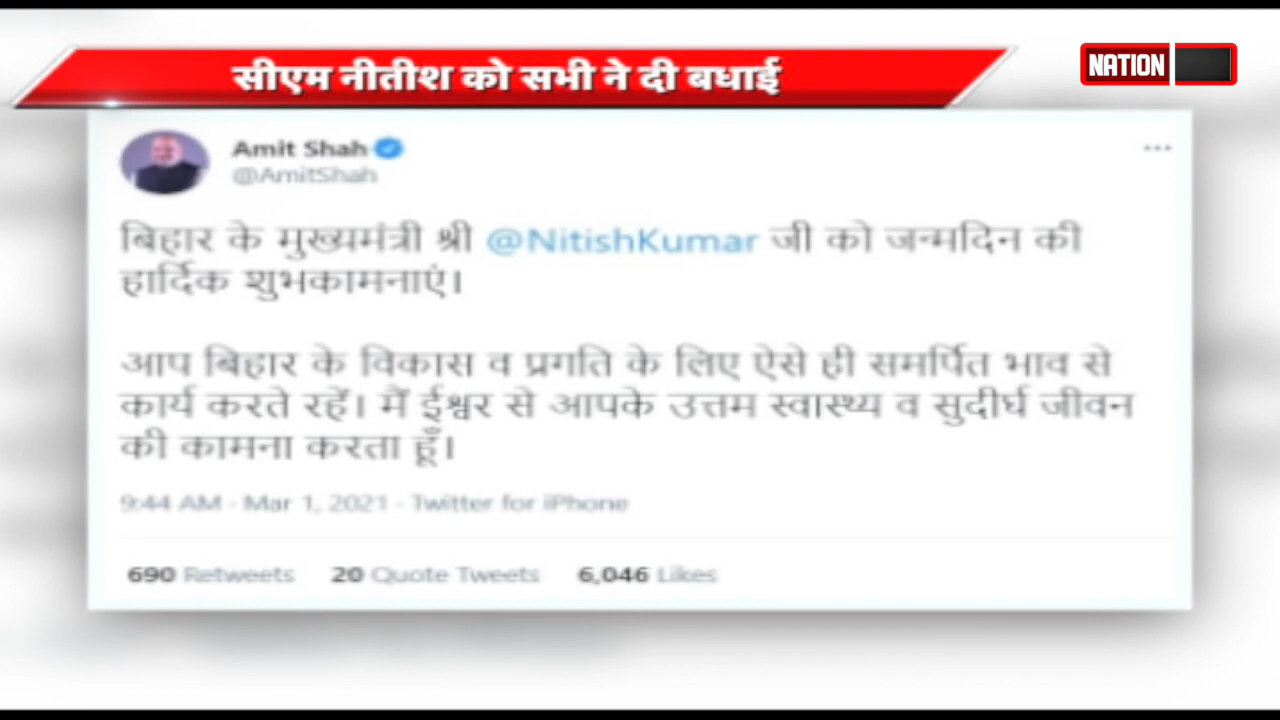 सीएम नीतीश को सभी ने दी बधाई
NATION
Amit Shah
@AmitShah
बिहार के मुख्यमंत्री श्री @NitishKumar जी को जन्मदिन की
हार्दिक शुभकामनाएं।
आप बिहार के विकास व प्रगति के लिए ऐसे ही समर्पित भाव से
कार्य करते रहें। मैं ईश्वर से आपके उत्तम स्वास्थ्य व सुदीर्घ जीवन
की कामना करता हूँ।
9:44 AM · Mar 1, 2021 · Twitter for iPhone
690 Retweets 20 Quote Tweets 6,046 Likes